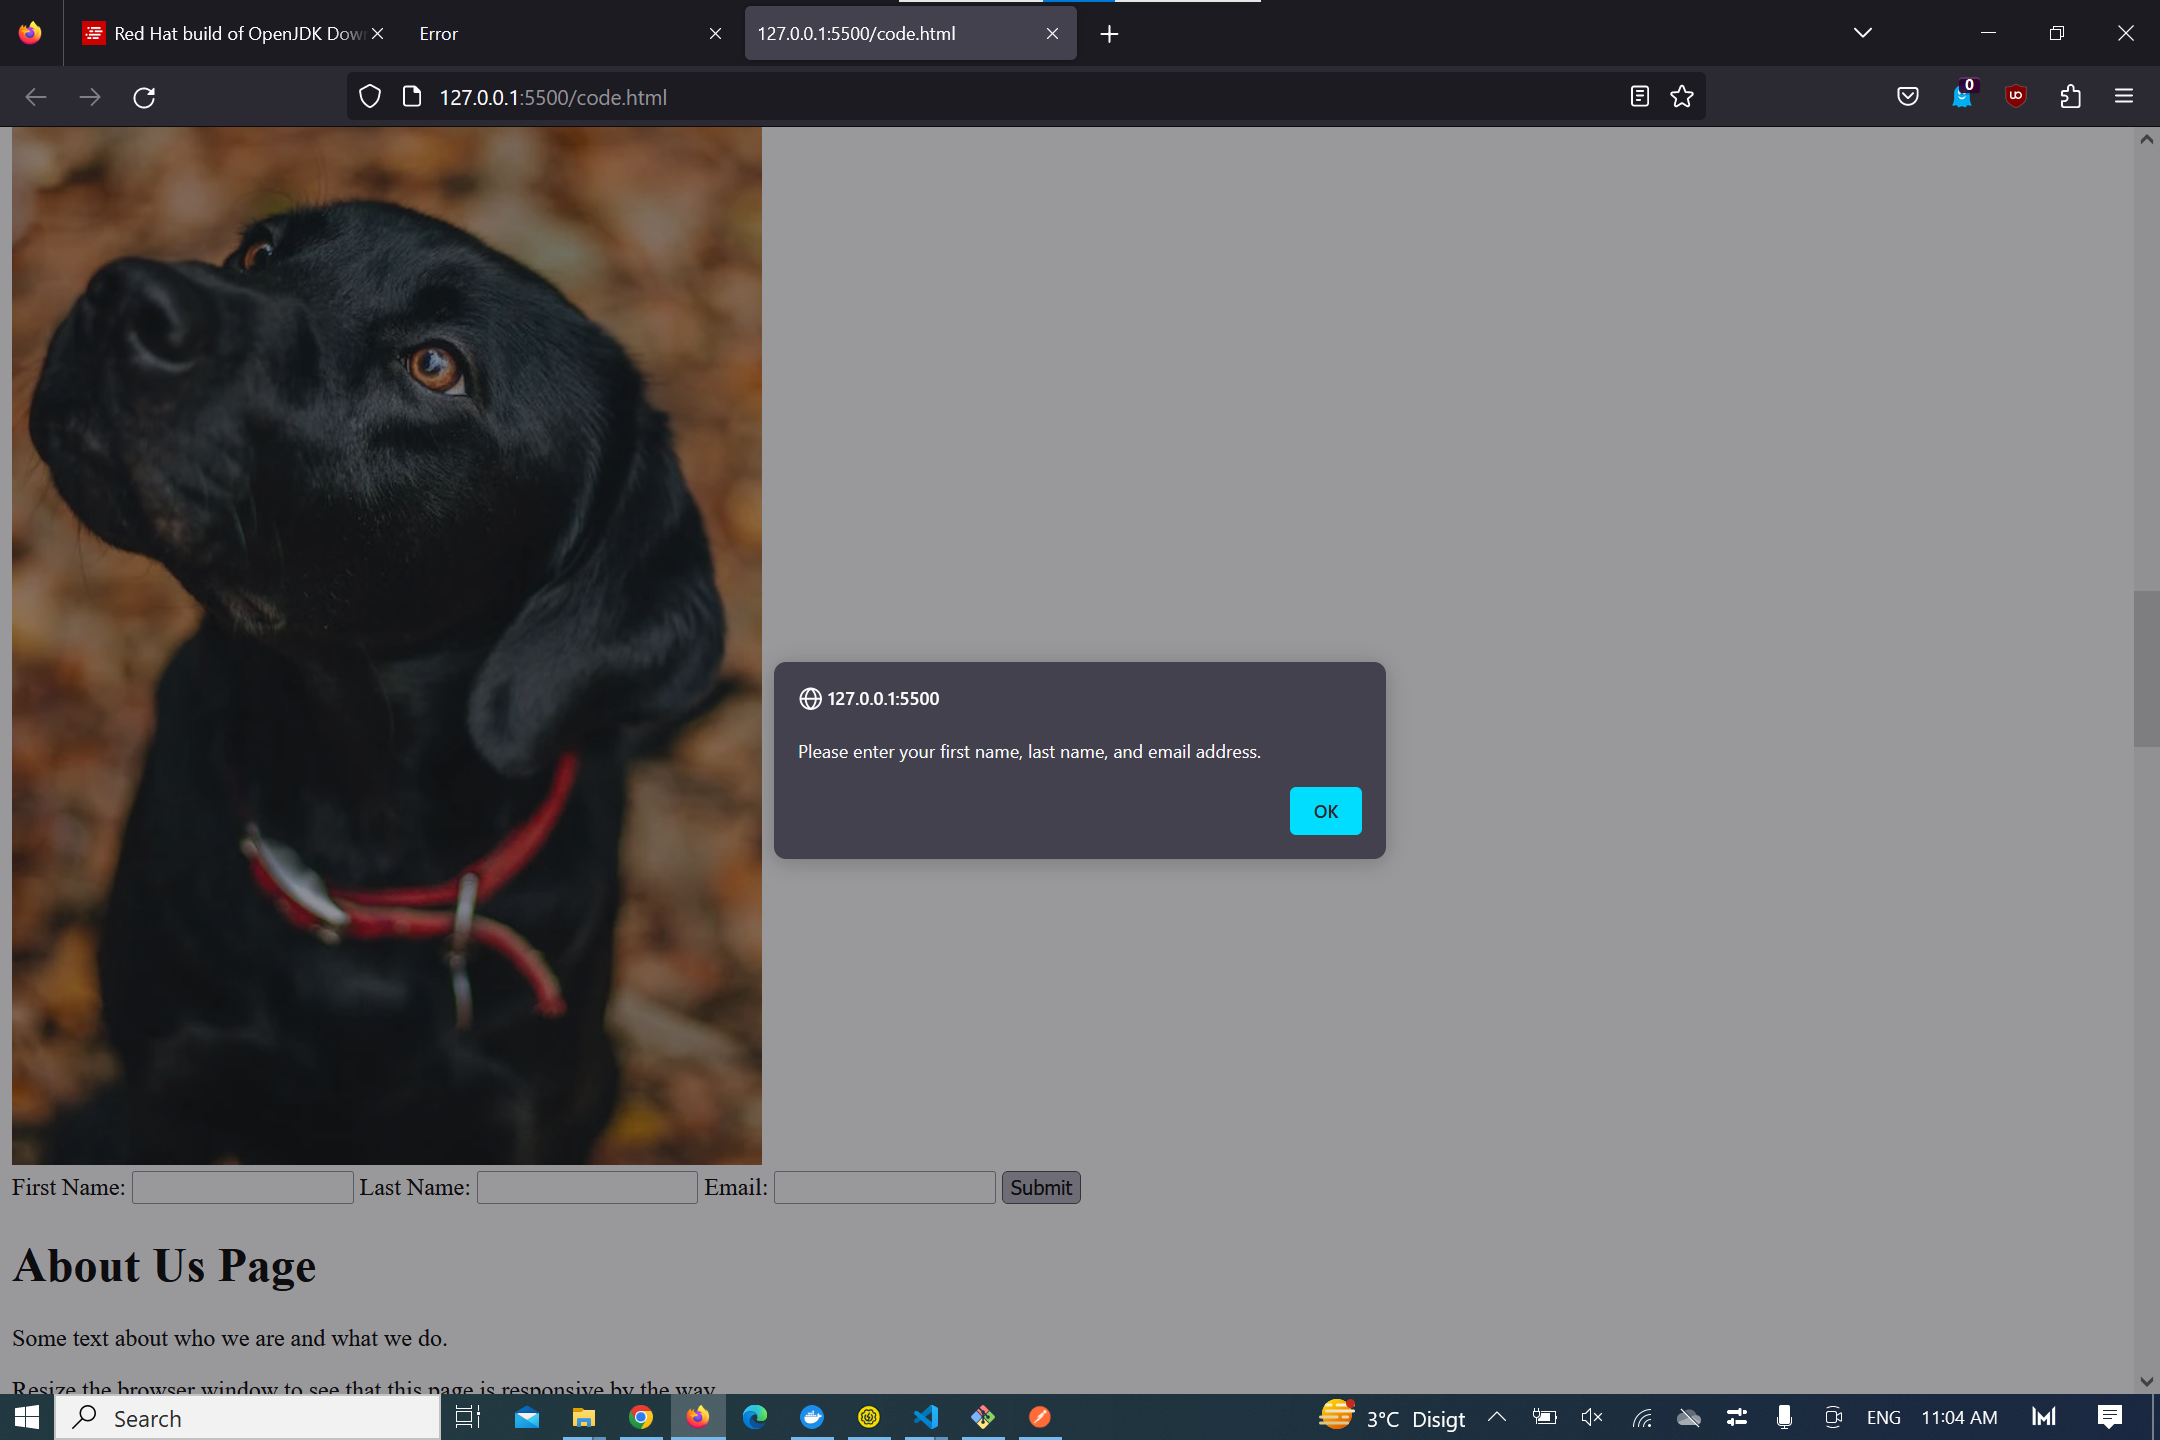 Red Hat build of OpenJDK Dow
Error
127.0.0.1:5500/code.html
127.0.0.1:5500/code.html
0
127.0.0.1:5500
Please enter your first name, last name, and email address.
OK
First Name: Last Name: Email: Submit
About Us Page
Some text about who we are and what we do.
Resize the browser window to see that this page is responsive by the way.
Search
3°C Disigt
ENG
11:04 AM